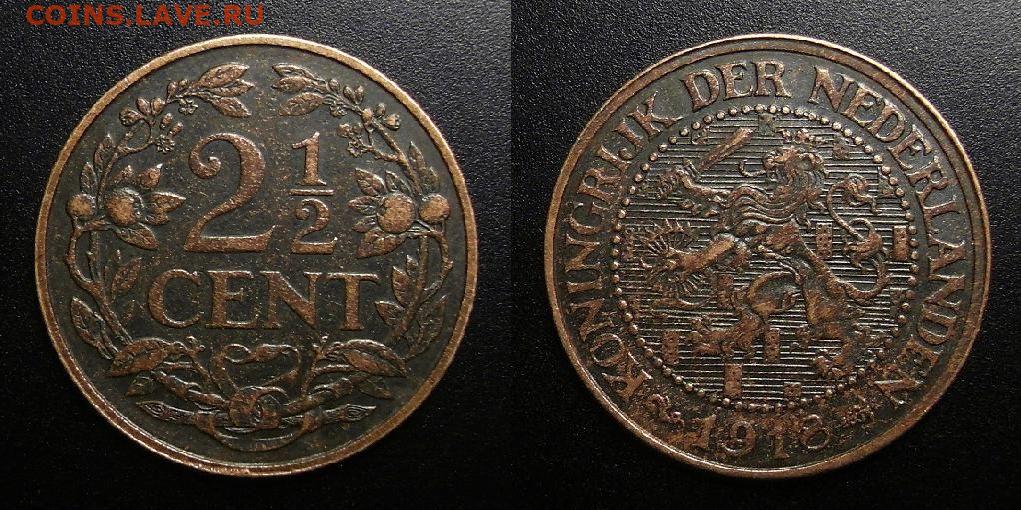 COINS.LAVE.RU
2 1/2
CENT
KONINGRIJK DER NEDERLANDEN
1918